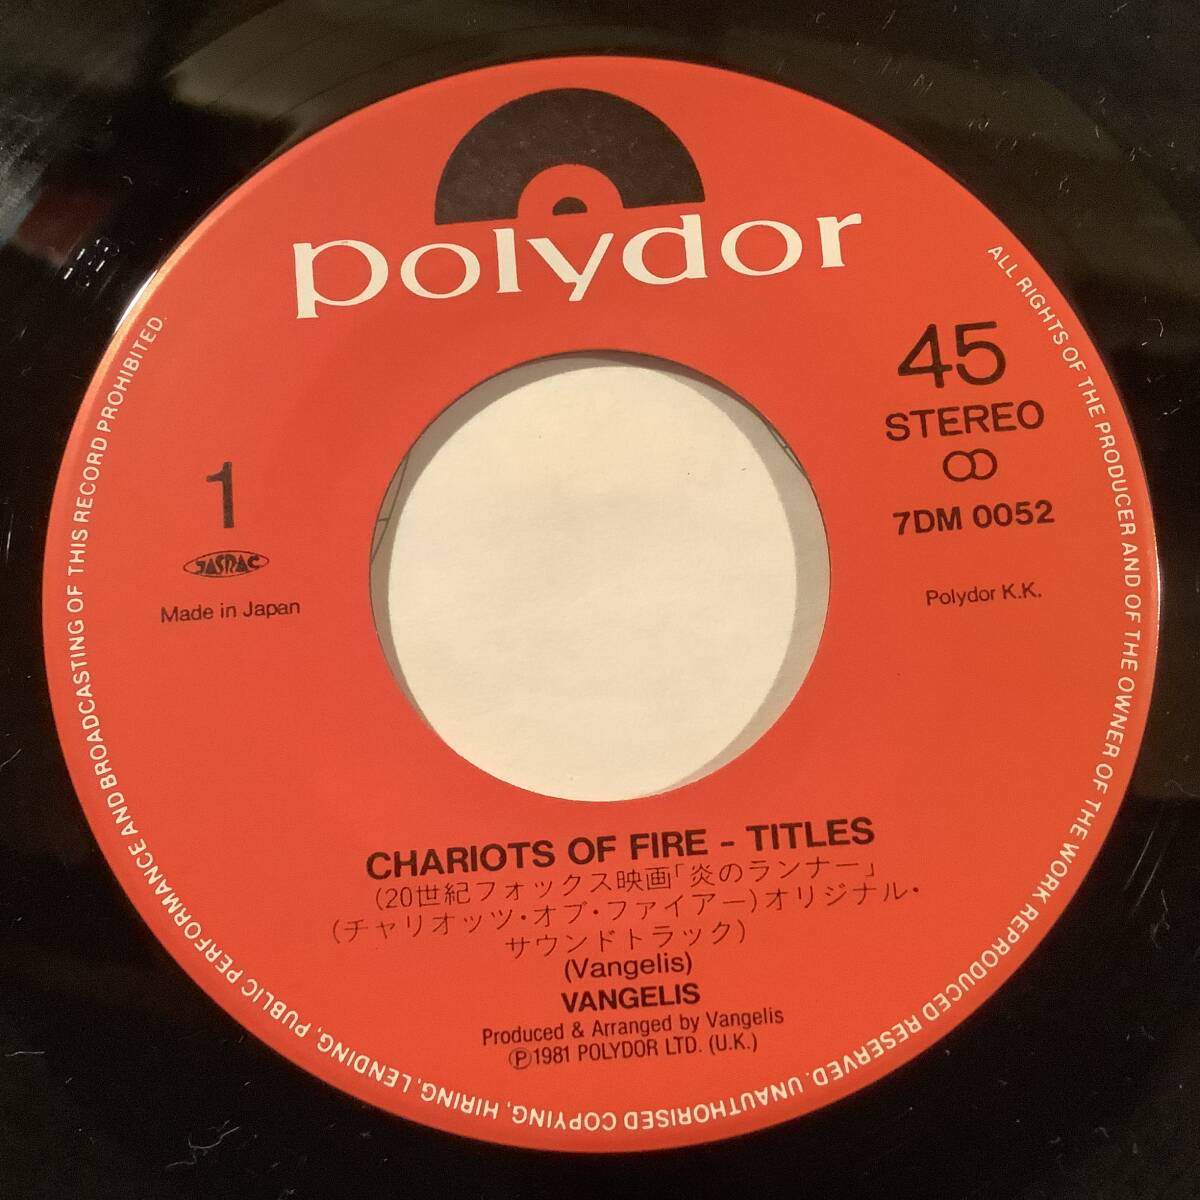 polydor
45
STEREO
7DM 0052
Polydor K.K.
1
JASRAC
Made in Japan
CHARIOTS OF FIRE – TITLES
(20世紀フォックス映画「炎のランナー」
(チャリオッツ・オブ・ファイアー)オリジナル・
サウンドトラック)
(Vangelis)
VANGELIS
Produced & Arranged by Vangelis
Ⓟ1981 POLYDOR LTD. (U.K.)
ALL RIGHTS OF THE PRODUCER AND OF THE OWNER OF THE WORK REPRODUCED RESERVED. UNAUTHORISED COPYING, HIRING, LENDING, PUBLIC PERFORMANCE AND BROADCASTING OF THIS RECORD PROHIBITED.